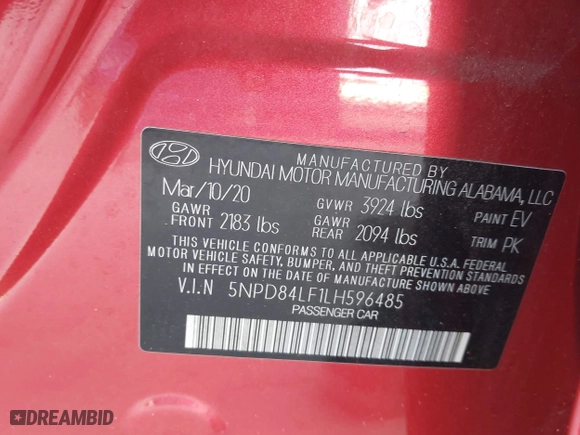 MANUFACTURED BY
HYUNDAI MOTOR MANUFACTURING ALABAMA, LLC
Mar/10/20 GVWR 3924 lbs PAINT EV
GAWR FRONT 2183 lbs GAWR REAR 2094 lbs TRIM PK
THIS VEHICLE CONFORMS TO ALL APPLICABLE U.S.A. FEDERAL
MOTOR VEHICLE SAFETY, BUMPER, AND THEFT PREVENTION STANDARDS
IN EFFECT ON THE DATE OF MANUFACTURE SHOWN ABOVE.
V.I.N 5NPD84LF1LH596485
PASSENGER CAR
DREAMBID